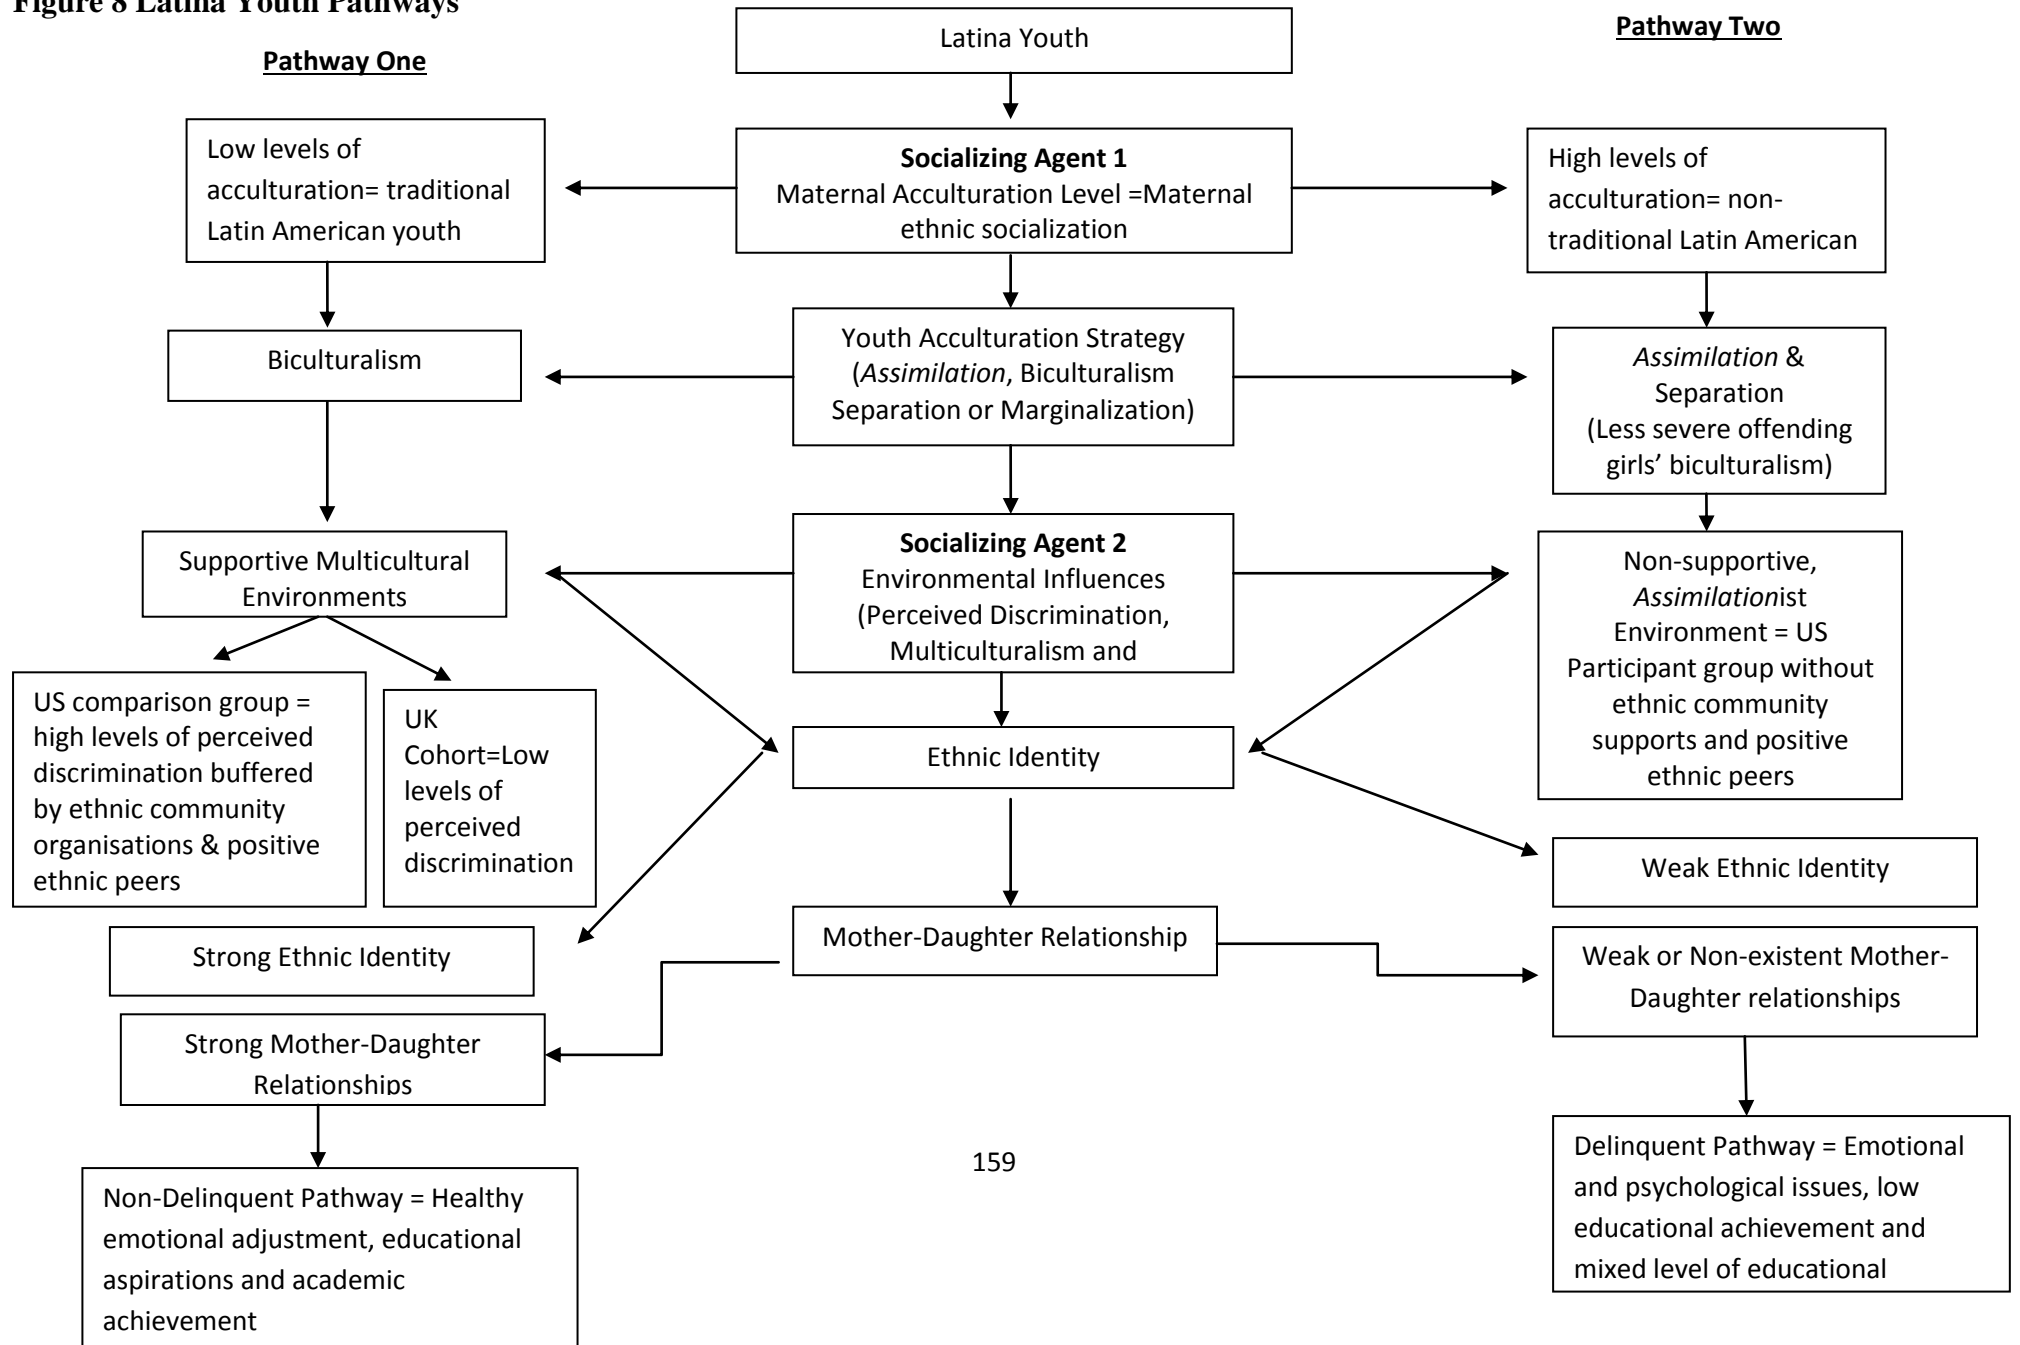 Figure 8 Latina Youth Pathways
Pathway One
Latina Youth
Pathway Two
Low levels of
acculturation= traditional
Latin American youth
Socializing Agent 1
Maternal Acculturation Level =Maternal
ethnic socialization
High levels of
acculturation= non-
traditional Latin American
Biculturalism
Youth Acculturation Strategy
(Assimilation, Biculturalism
Separation or Marginalization)
Assimilation &
Separation
(Less severe offending
girls’ biculturalism)
Supportive Multicultural
Environments
Socializing Agent 2
Environmental Influences
(Perceived Discrimination,
Multiculturalism and
Non-supportive,
Assimilationist
Environment = US
Participant group without
ethnic community
supports and positive
ethnic peers
US comparison group =
high levels of perceived
discrimination buffered
by ethnic community
organisations & positive
ethnic peers
UK
Cohort=Low
levels of
perceived
discrimination
Ethnic Identity
Weak Ethnic Identity
Strong Ethnic Identity
Mother-Daughter Relationship
Weak or Non-existent Mother-
Daughter relationships
Strong Mother-Daughter
Relationships
Non-Delinquent Pathway = Healthy
emotional adjustment, educational
aspirations and academic
achievement
159
Delinquent Pathway = Emotional
and psychological issues, low
educational achievement and
mixed level of educational